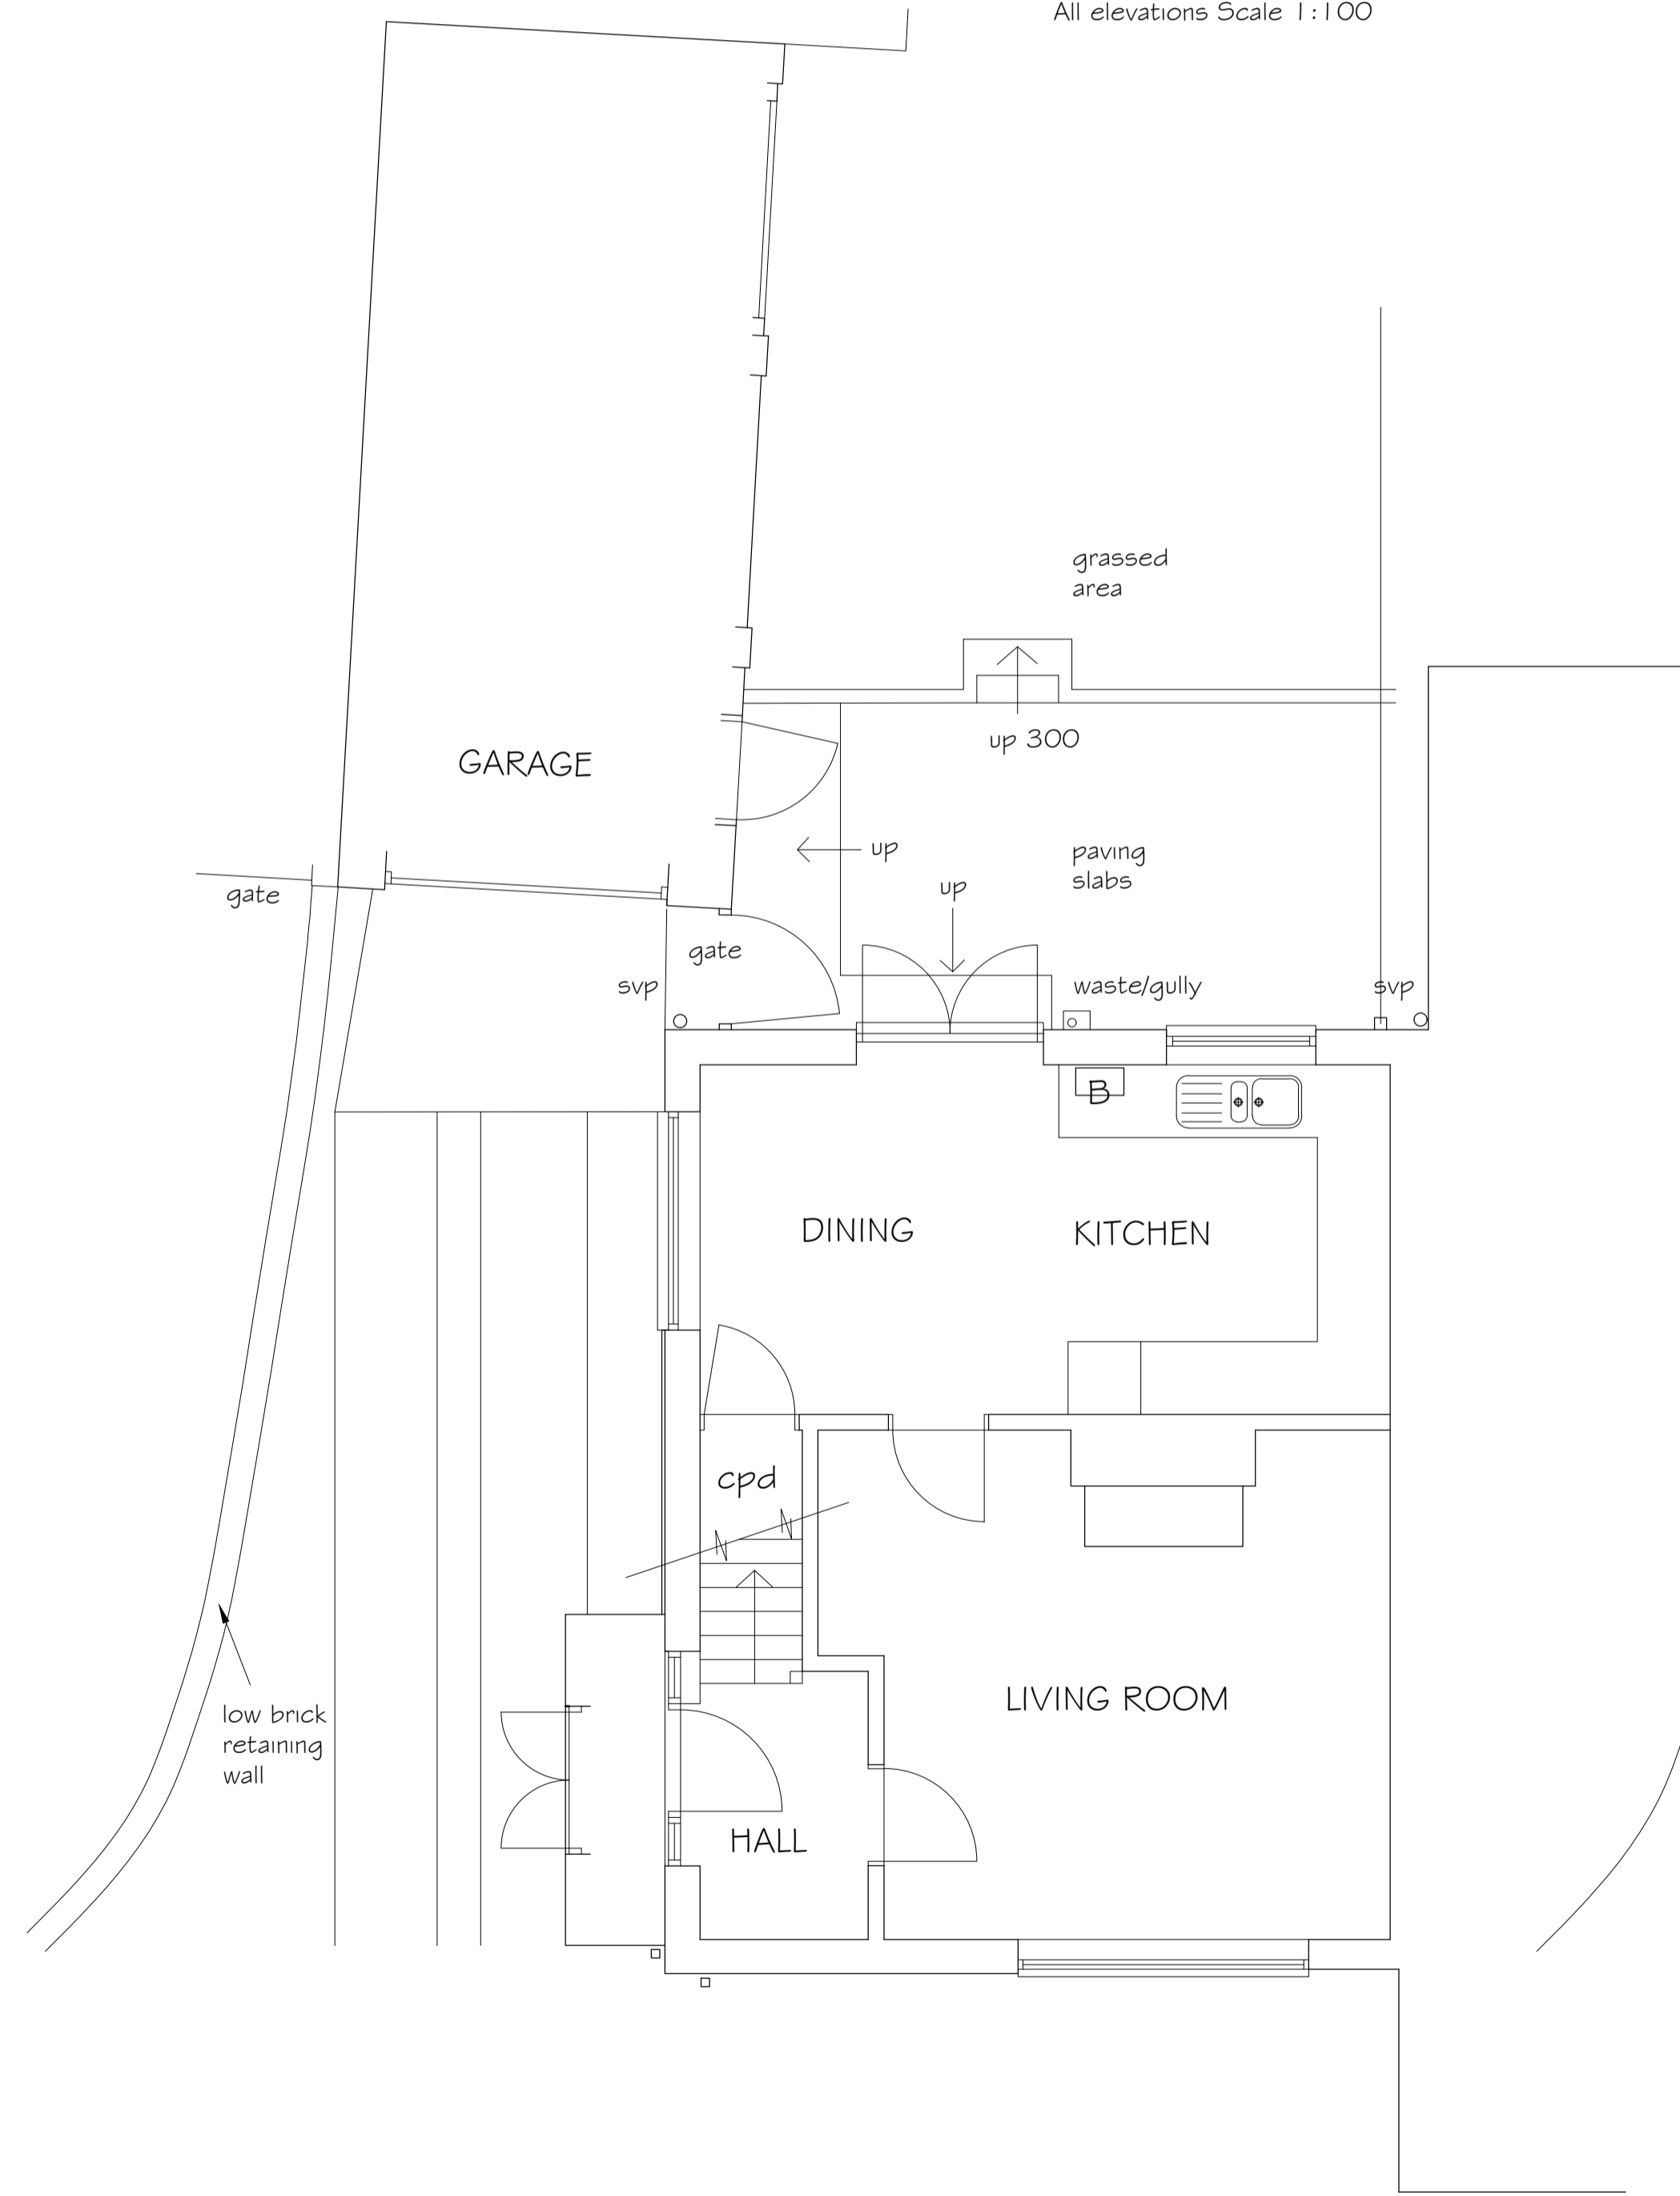 All elevations Scale 1:100
grassed
area
up 300
GARAGE
up
paving
slabs
up
gate
gate
svp
waste/gully
svp
B
DINING
KITCHEN
cpd
LIVING ROOM
low brick
retaining
wall
HALL